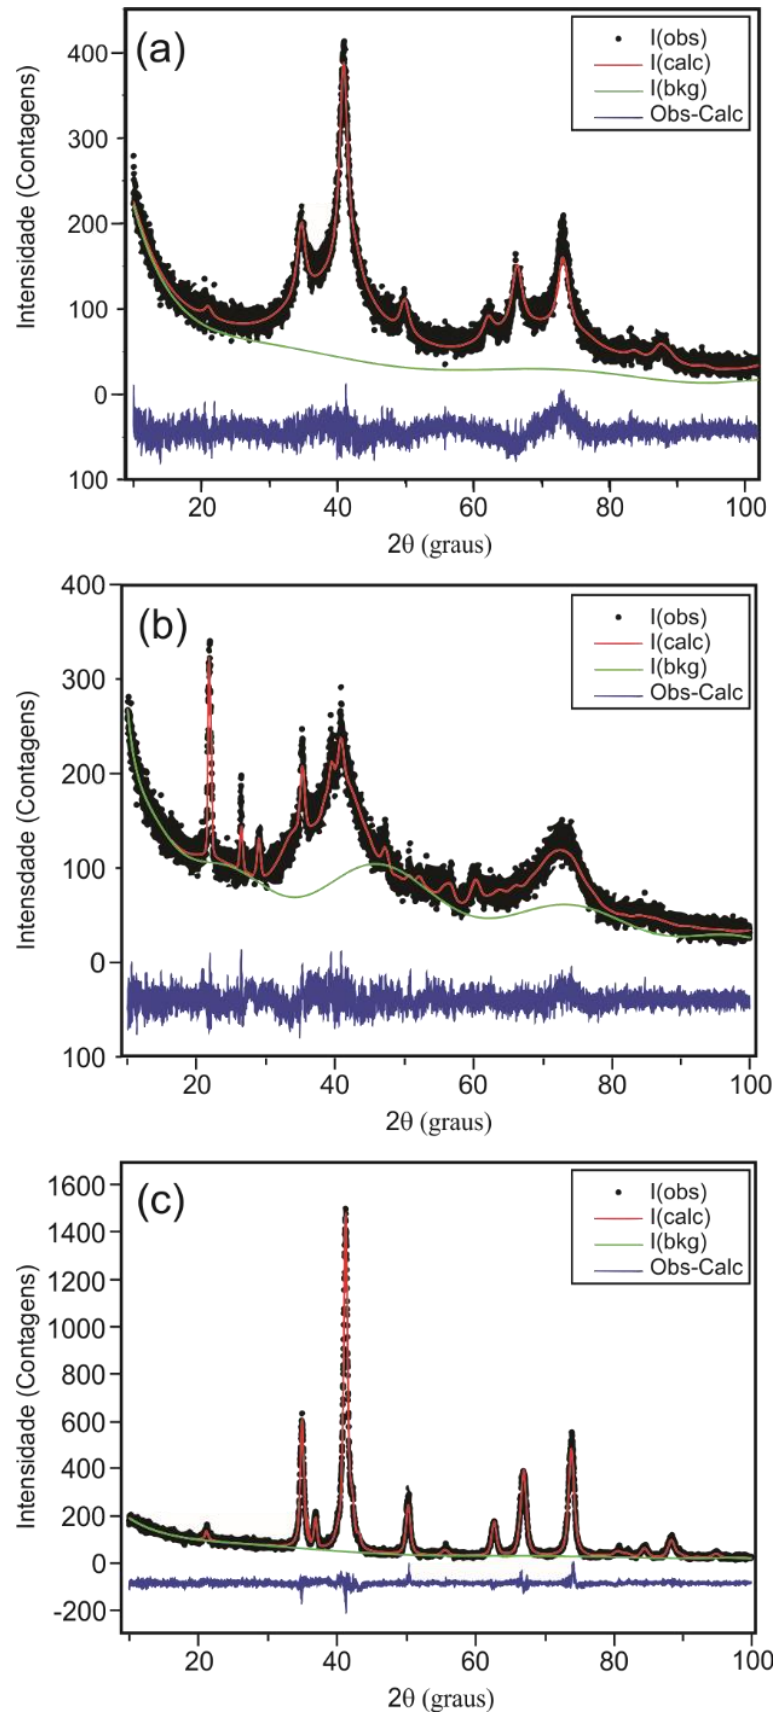 (a)
I(obs)
I(calc)
I(bkg)
Obs-Calc
Intensidade (Contagens)
400
300
200
100
0
100
20 40 60 80 100
2θ (graus)
(b)
I(obs)
I(calc)
I(bkg)
Obs-Calc
Intensdade (Contagens)
400
300
200
100
0
100
20 40 60 80 100
2θ (graus)
(c)
I(obs)
I(calc)
I(bkg)
Obs-Calc
Intensidade (Contagens)
1600
1400
1200
1000
800
600
400
200
0
-200
20 40 60 80 100
2θ (graus)